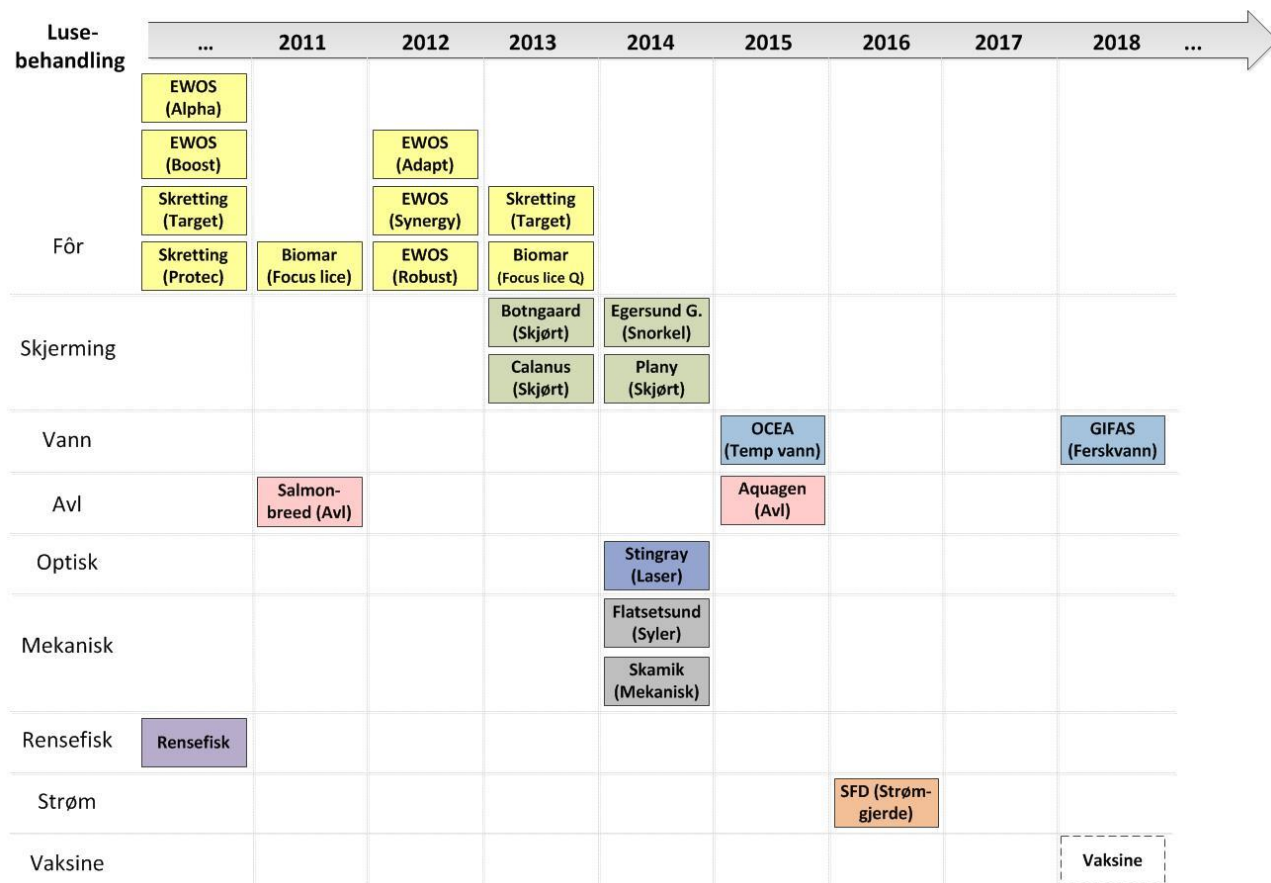 Luse-
behandling
... 2011 2012 2013 2014 2015 2016 2017 2018 ...
Fôr
EWOS
(Alpha)
EWOS
(Boost)
EWOS
(Adapt)
Skretting
(Target)
EWOS
(Synergy)
Skretting
(Target)
Skretting
(Protec)
Biomar
(Focus lice)
EWOS
(Robust)
Biomar
(Focus lice Q)
Skjerming
Botngaard
(Skjørt)
Egersund G.
(Snorkel)
Calanus
(Skjørt)
Plany
(Skjørt)
Vann
OCEA
(Temp vann)
GIFAS
(Ferskvann)
Avl
Salmon-
breed (Avl)
Aquagen
(Avl)
Optisk
Stingray
(Laser)
Mekanisk
Flatsetsund
(Syler)
Skamik
(Mekanisk)
Rensefisk
Rensefisk
Strøm
SFD (Strøm-
gjerde)
Vaksine
Vaksine